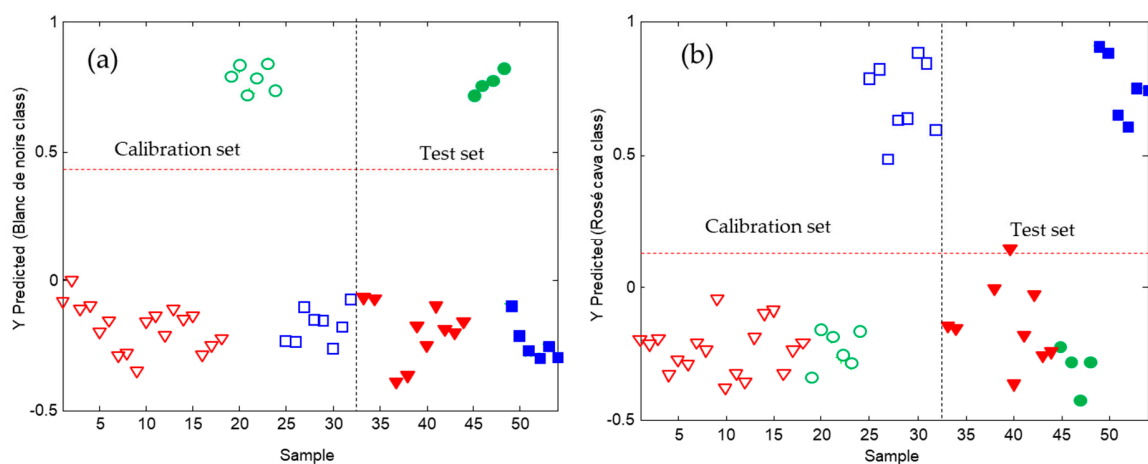 (a)
Y Predicted (Blanc de noirs class)
1
0.5
0
-0.5
Calibration set
Test set
5 10 15 20 25 30 35 40 45 50
Sample
(b)
Y Predicted (Rosé cava class)
1
0.5
0
-0.5
Calibration set
Test set
5 10 15 20 25 30 35 40 45 50
Sample